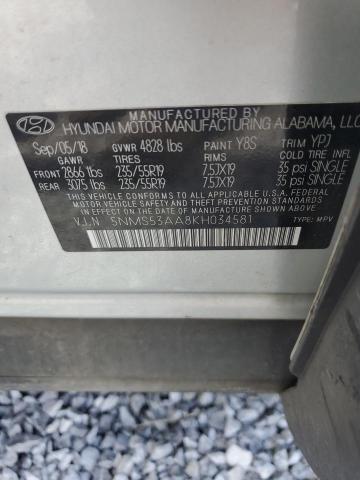 MANUFACTURED BY
HYUNDAI MOTOR MANUFACTURING ALABAMA, LLC
Sep/05/18 GVWR 4828 lbs PAINT Y8S TRIM YPJ
GAWR TIRES RIMS COLD TIRE INFL
FRONT 2866 lbs 235/55R19 7.5JX19 35 psi SINGLE
REAR 3075 lbs 235/55R19 7.5JX19 35 psi SINGLE
THIS VEHICLE CONFORMS TO ALL APPLICABLE U.S. FEDERAL
MOTOR VEHICLE SAFETY, BUMPER, AND THEFT PREVENTION
STANDARDS IN EFFECT ON THE DATE OF MANUFACTURE SHOWN ABOVE.
V.I.N 5NMS53AA8KH034581 TYPE: MPV